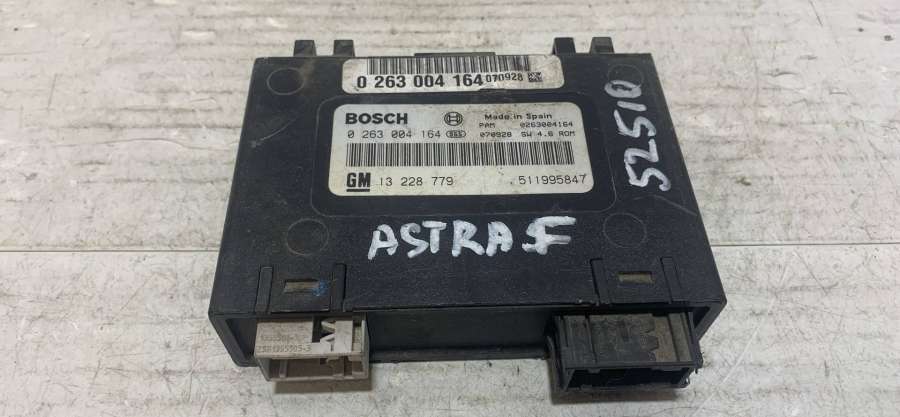 0 263 004 164 070928
BOSCH
Made in Spain
PAM 0263004164
0 263 004 164
070928 SW 4.6 ROM
GM 13 228 779
511995847
ASTRA F
52510